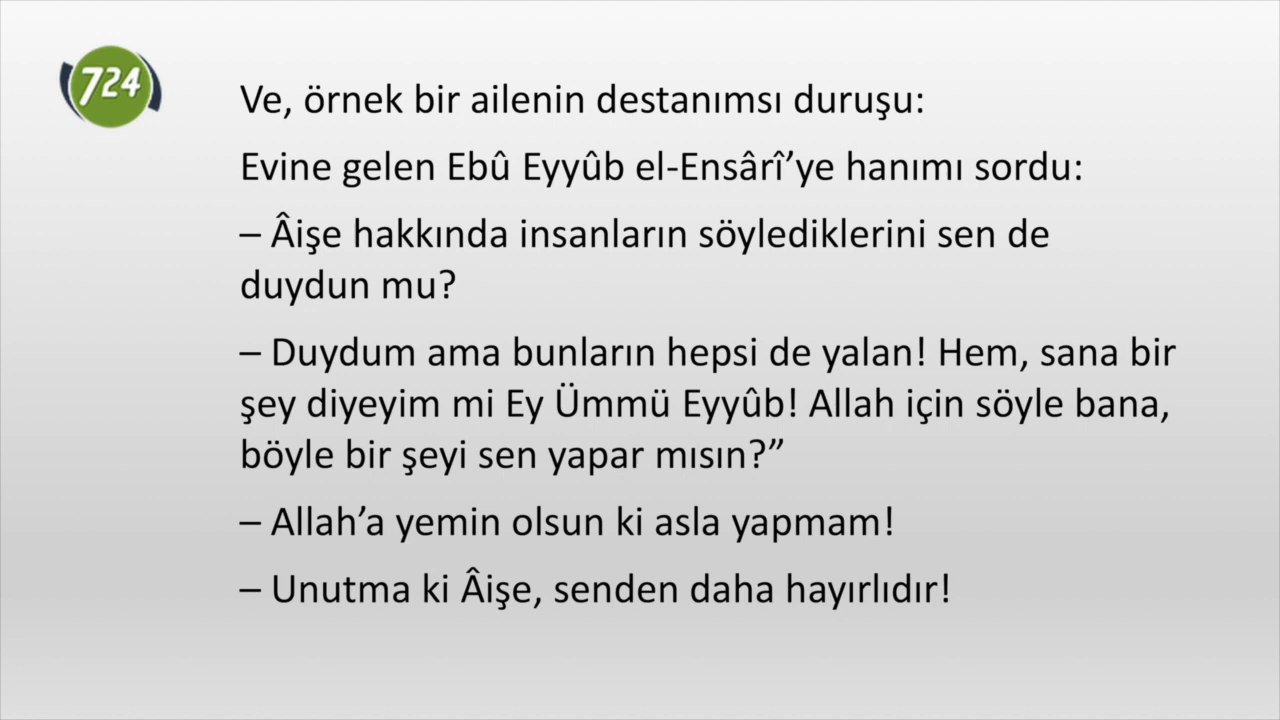 724
Ve, örnek bir ailenin destanımsı duruşu:
Evine gelen Ebû Eyyûb el-Ensârî’ye hanımı sordu:
– Âişe hakkında insanların söylediklerini sen de
duydun mu?
– Duydum ama bunların hepsi de yalan! Hem, sana bir
şey diyeyim mi Ey Ümmü Eyyûb! Allah için söyle bana,
böyle bir şeyi sen yapar mısın?”
– Allah’a yemin olsun ki asla yapmam!
– Unutma ki Âişe, senden daha hayırlıdır!